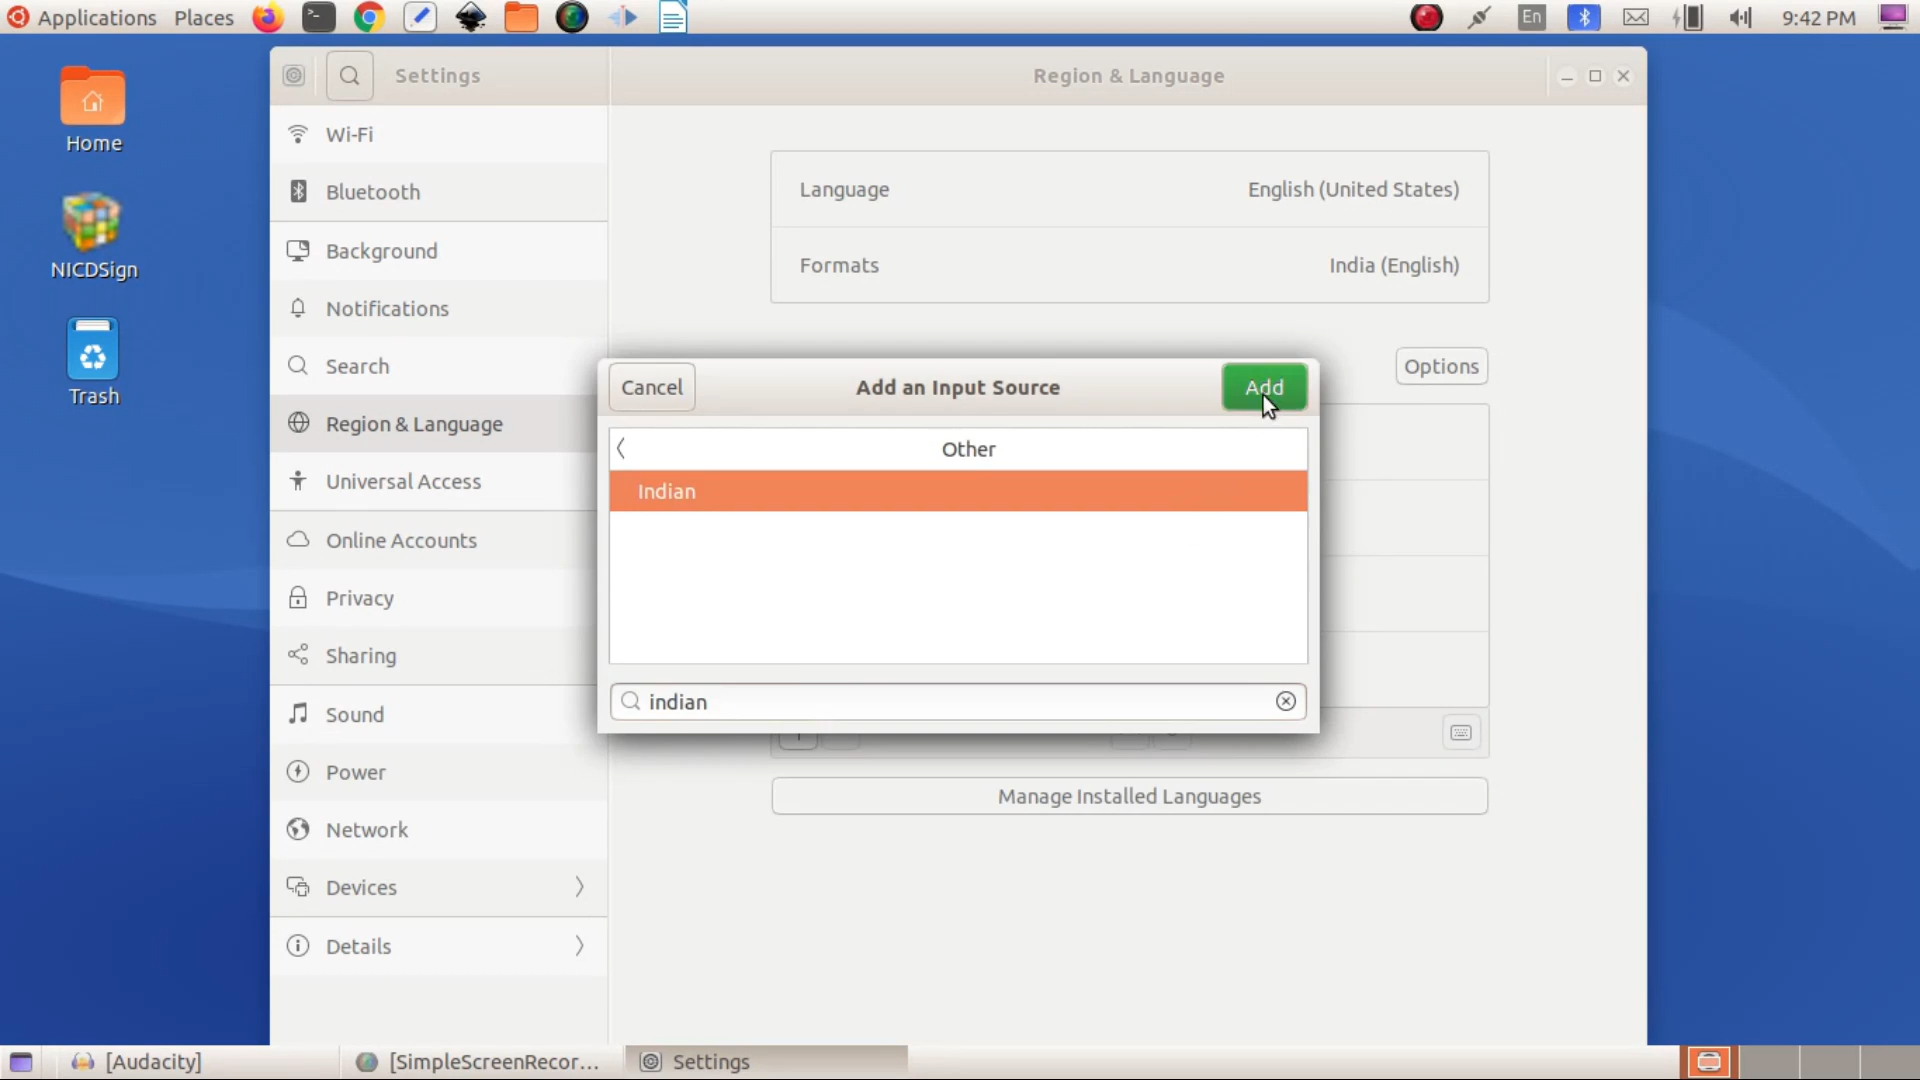 Applications Places
En
9:42 PM
Home
NICDSign
Trash
Settings
Region & Language
Wi-Fi
Bluetooth
Background
Notifications
Search
Region & Language
Universal Access
Online Accounts
Privacy
Sharing
Sound
Power
Network
Devices
Details
Language English (United States)
Formats India (English)
Options
Cancel Add an Input Source Add
Other
Indian
indian
Manage Installed Languages
[Audacity]
[SimpleScreenRecor...
Settings